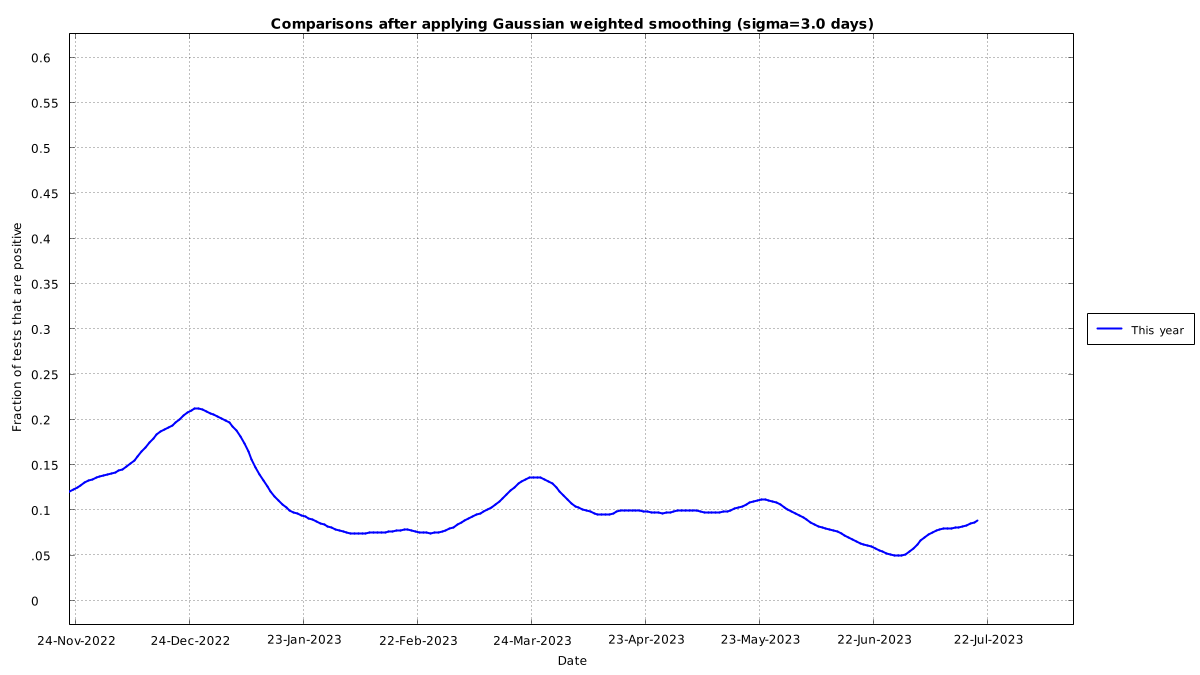 Comparisons after applying Gaussian weighted smoothing (sigma=3.0 days)
Fraction of tests that are positive
0.6
0.55
0.5
0.45
0.4
0.35
0.3
0.25
0.2
0.15
0.1
.05
0
24-Nov-2022 24-Dec-2022 23-Jan-2023 22-Feb-2023 24-Mar-2023 23-Apr-2023 23-May-2023 22-Jun-2023 22-Jul-2023
Date
This year